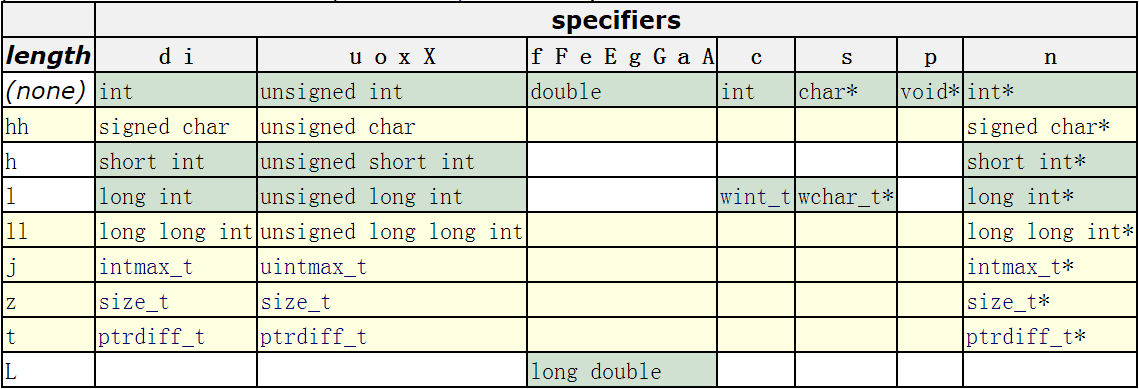 specifiers
length d i u o x X f F e E g G a A c s p n
(none) int unsigned int double int char* void* int*
hh signed char unsigned char signed char*
h short int unsigned short int short int*
l long int unsigned long int wint_t wchar_t* long int*
ll long long int unsigned long long int long long int*
j intmax_t uintmax_t intmax_t*
z size_t size_t size_t*
t ptrdiff_t ptrdiff_t ptrdiff_t*
L long double